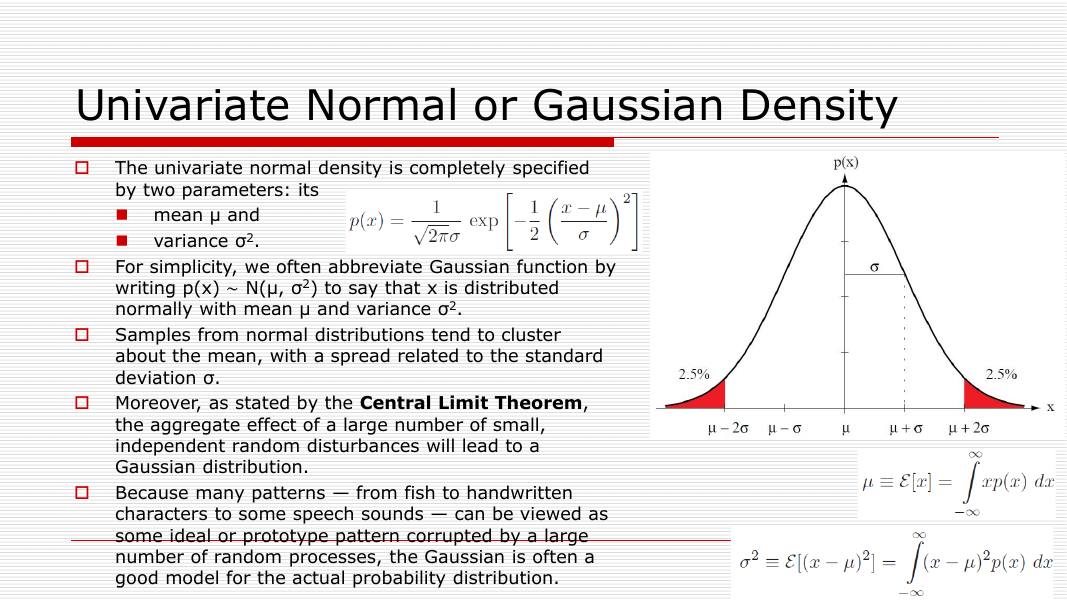 Univariate Normal or Gaussian Density
The univariate normal density is completely specified
by two parameters: its
mean μ and
variance σ².
p(x) = 1/(√2πσ) exp[−1/2((x − μ)/σ)²]
For simplicity, we often abbreviate Gaussian function by
writing p(x) ~ N(μ, σ²) to say that x is distributed
normally with mean μ and variance σ².
Samples from normal distributions tend to cluster
about the mean, with a spread related to the standard
deviation σ.
Moreover, as stated by the Central Limit Theorem,
the aggregate effect of a large number of small,
independent random disturbances will lead to a
Gaussian distribution.
Because many patterns — from fish to handwritten
characters to some speech sounds — can be viewed as
some ideal or prototype pattern corrupted by a large
number of random processes, the Gaussian is often a
good model for the actual probability distribution.
p(x)
σ
2.5% 2.5%
x
μ − 2σ μ − σ μ μ + σ μ + 2σ
μ ≡ ℰ[x] = ∫_{−∞}^{∞} xp(x) dx
σ² ≡ ℰ[(x − μ)²] = ∫_{−∞}^{∞} (x − μ)²p(x) dx